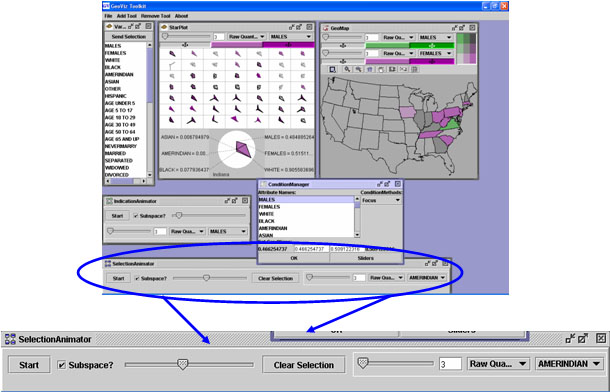 GeoViz Toolkit
File Add Tool Remove Tool About
Var...
Send Selection
MALES
FEMALES
WHITE
BLACK
AMERINDIAN
ASIAN
OTHER
HISPANIC
AGE UNDER 5
AGE 5 TO 17
AGE 18 TO 29
AGE 30 TO 49
AGE 50 TO 64
AGE 65 AND UP
NEVERMARRY
MARRIED
SEPARATED
WIDOWED
DIVORCED
StarPlot
3 Raw Quant... MALES
ASIAN = 0.006784979
MALES = 0.484885264
AMERINDIAN = 0.00...
FEMALES = 0.51511...
BLACK = 0.077836437
WHITE = 0.905593696
Indiana
GeoMap
3 Raw Qu... MALES
3 Raw Qu... FEMALES
IndicationAnimator
Start Subspace?
3 Raw Qua... MALES
ConditionManager
Attribute Names: ConditionMethods:
MALES Focus
FEMALES
WHITE
BLACK
AMERINDIAN
ASIAN
0.466254737 0.466254737 0.509122316
OK Sliders
SelectionAnimator
Start Subspace? Clear Selection 3 Raw Qua... AMERINDIAN
Sliders
SelectionAnimator
Start Subspace? Clear Selection 3 Raw Qua... AMERINDIAN